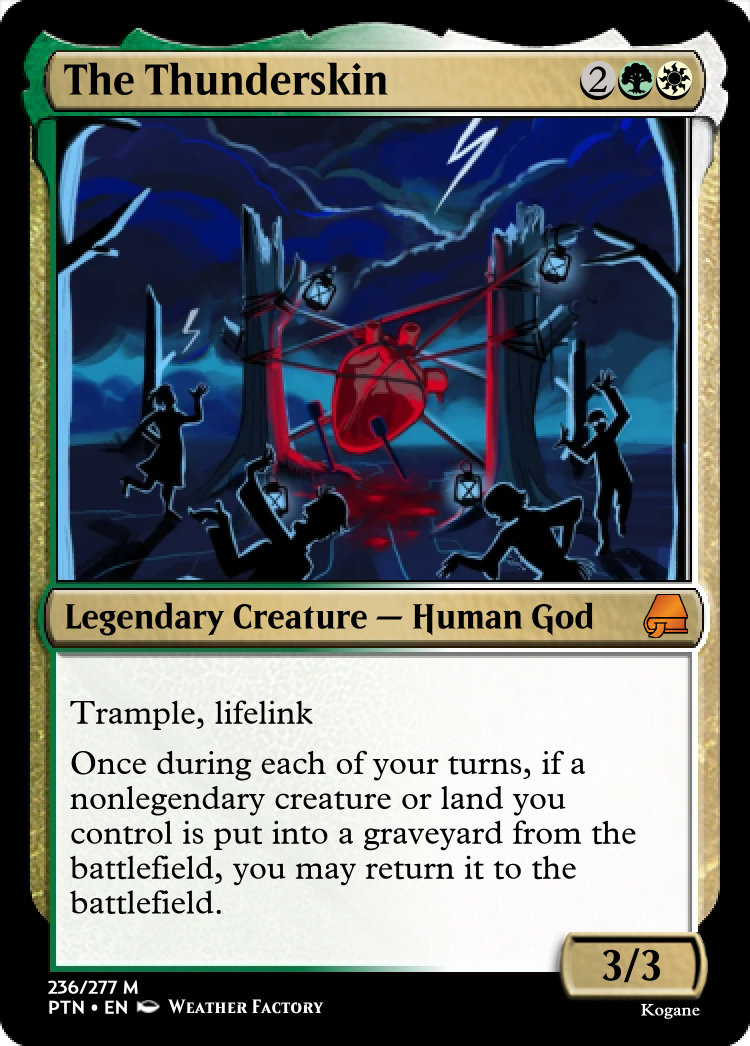 The Thunderskin 2
Legendary Creature — Human God
Trample, lifelink
Once during each of your turns, if a
nonlegendary creature or land you
control is put into a graveyard from the
battlefield, you may return it to the
battlefield.
3/3
236/277 M
PTN • EN Weather Factory
Kogane